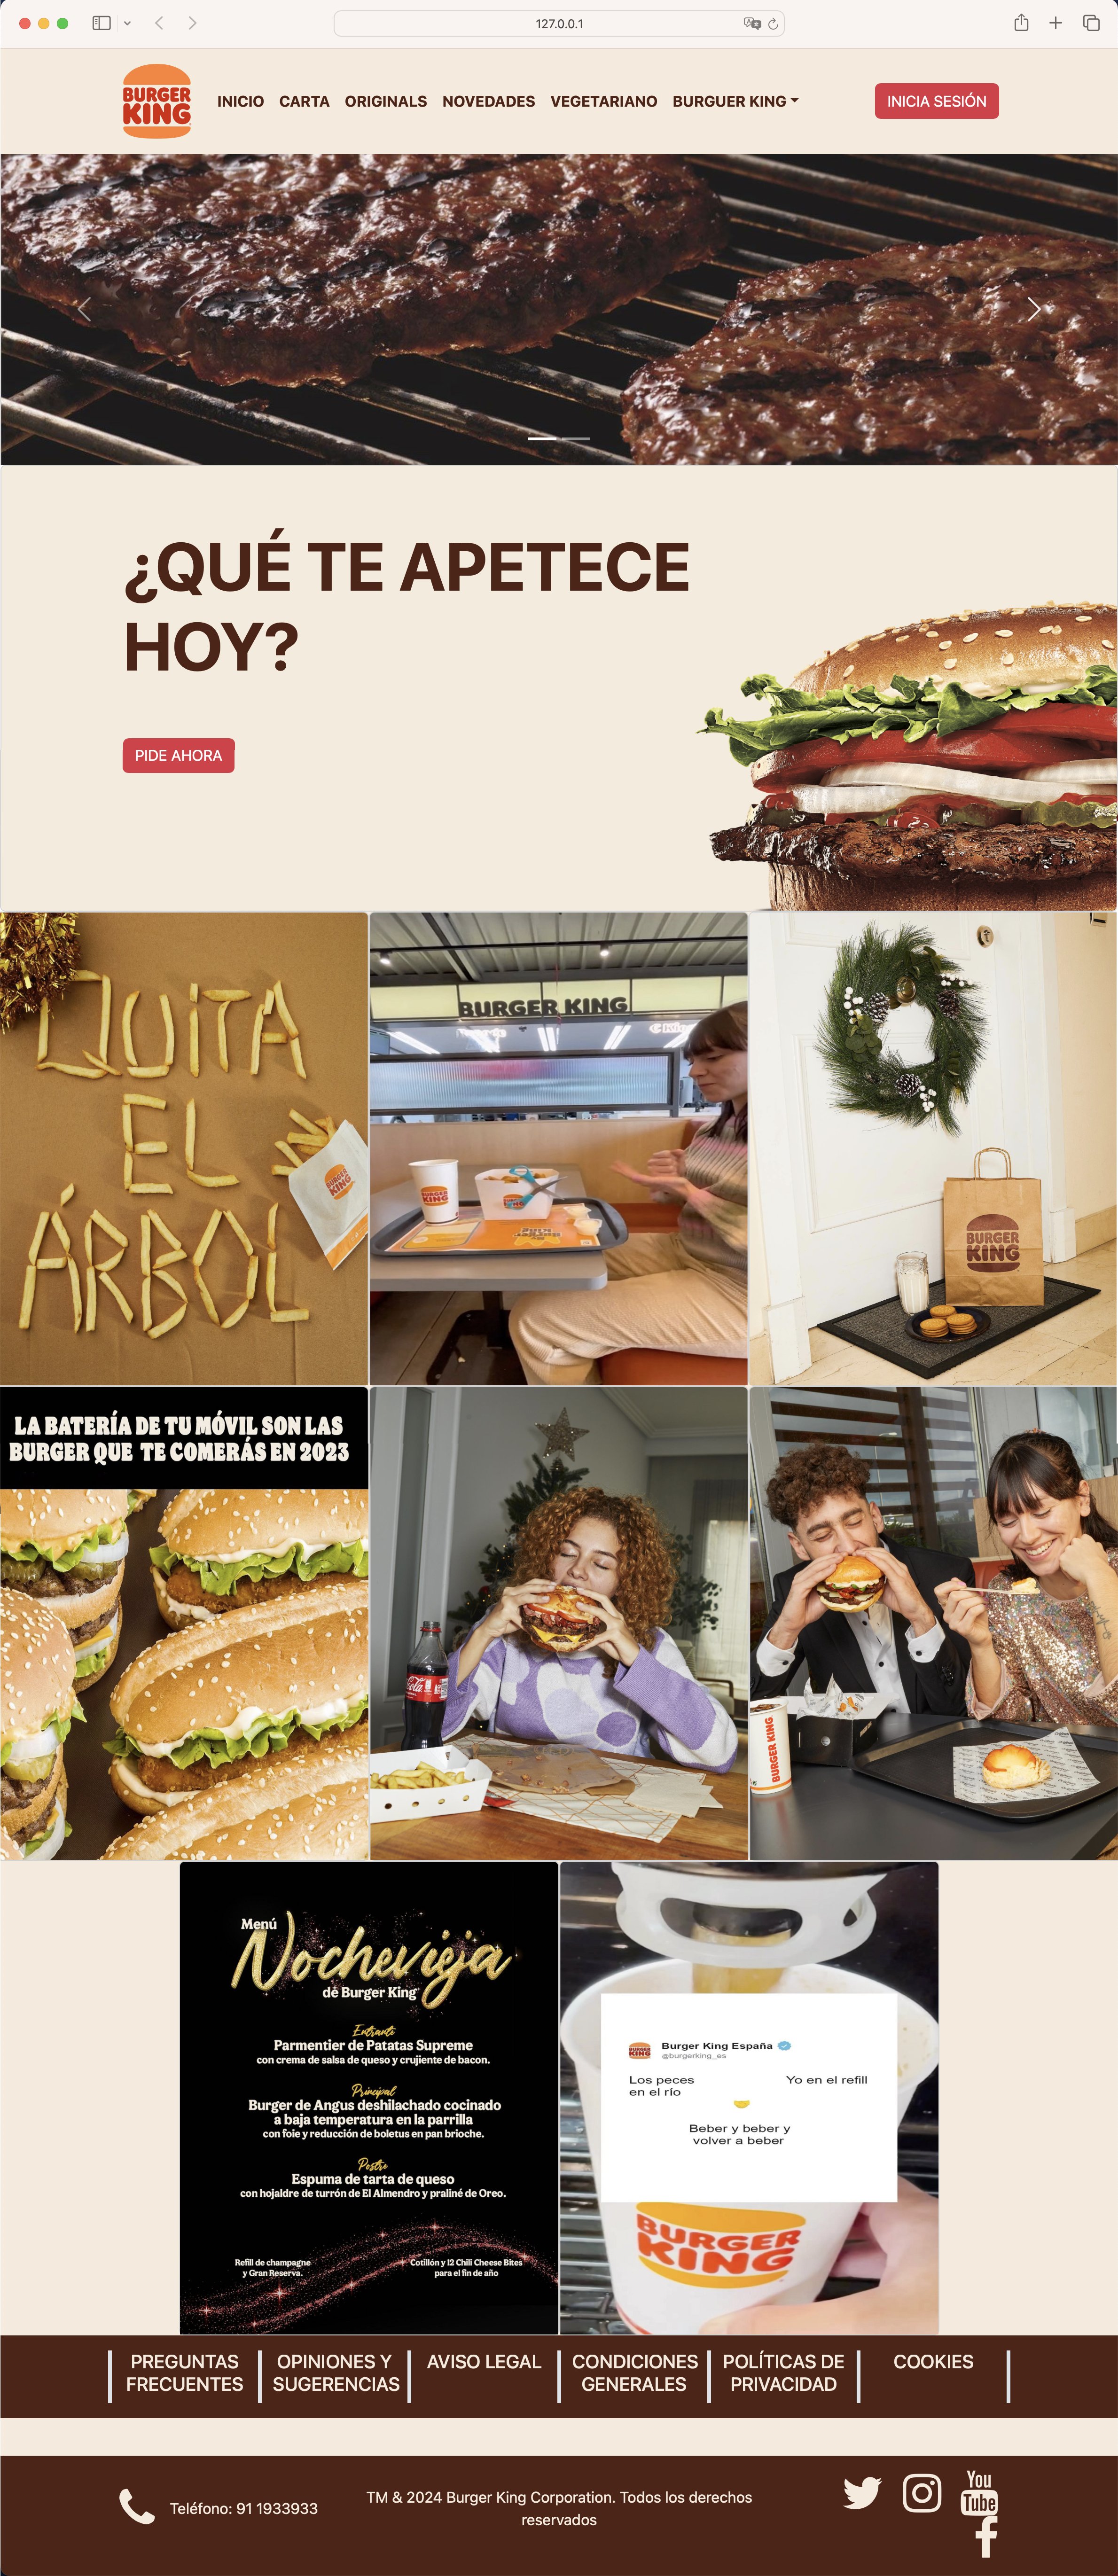 127.0.0.1
BURGER
KING
INICIO CARTA ORIGINALS NOVEDADES VEGETARIANO BURGUER KING
INICIA SESIÓN
¿QUÉ TE APETECE
HOY?
PIDE AHORA
QUITA
EL
ÁRBOL
BURGER
KING
BURGER KING
BURGER
KING
BURGER
KING
LA BATERÍA DE TU MÓVIL SON LAS
BURGER QUE TE COMERÁS EN 2023
BURGER KING
Menú
Nochevieja
de Burger King
Entrante
Parmentier de Patatas Supreme
con crema de salsa de queso y crujiente de bacon.
Principal
Burger de Angus deshilachado cocinado
a baja temperatura en la parrilla
con foie y reducción de boletus en pan brioche.
Postre
Espuma de tarta de queso
con hojaldre de turrón de El Almendro y praliné de Oreo.
Refill de champagne
y Gran Reserva.
Cotillón y 12 Chili Cheese Bites
para el fin de año
BURGER
KING
Burger King España
@burgerking_es
Los peces
en el río
Yo en el refill
Beber y beber y
volver a beber
BURGER
KING
PREGUNTAS
FRECUENTES
OPINIONES Y
SUGERENCIAS
AVISO LEGAL
CONDICIONES
GENERALES
POLÍTICAS DE
PRIVACIDAD
COOKIES
Teléfono: 91 1933933
TM & 2024 Burger King Corporation. Todos los derechos
reservados
You
Tube